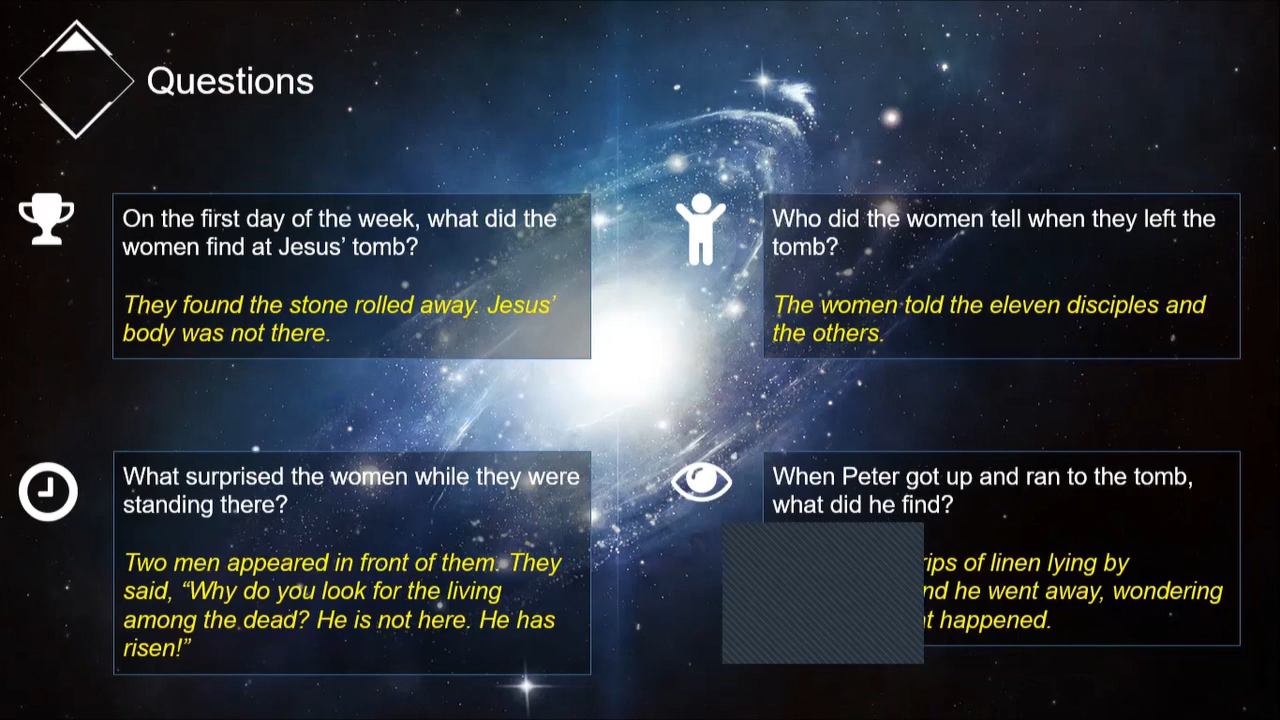 Questions
On the first day of the week, what did the
women find at Jesus’ tomb?
They found the stone rolled away. Jesus’
body was not there.
Who did the women tell when they left the
tomb?
The women told the eleven disciples and
the others.
What surprised the women while they were
standing there?
Two men appeared in front of them. They
said, “Why do you look for the living
among the dead? He is not here. He has
risen!”
When Peter got up and ran to the tomb,
what did he find?
of linen lying by
he went away, wondering
happened.